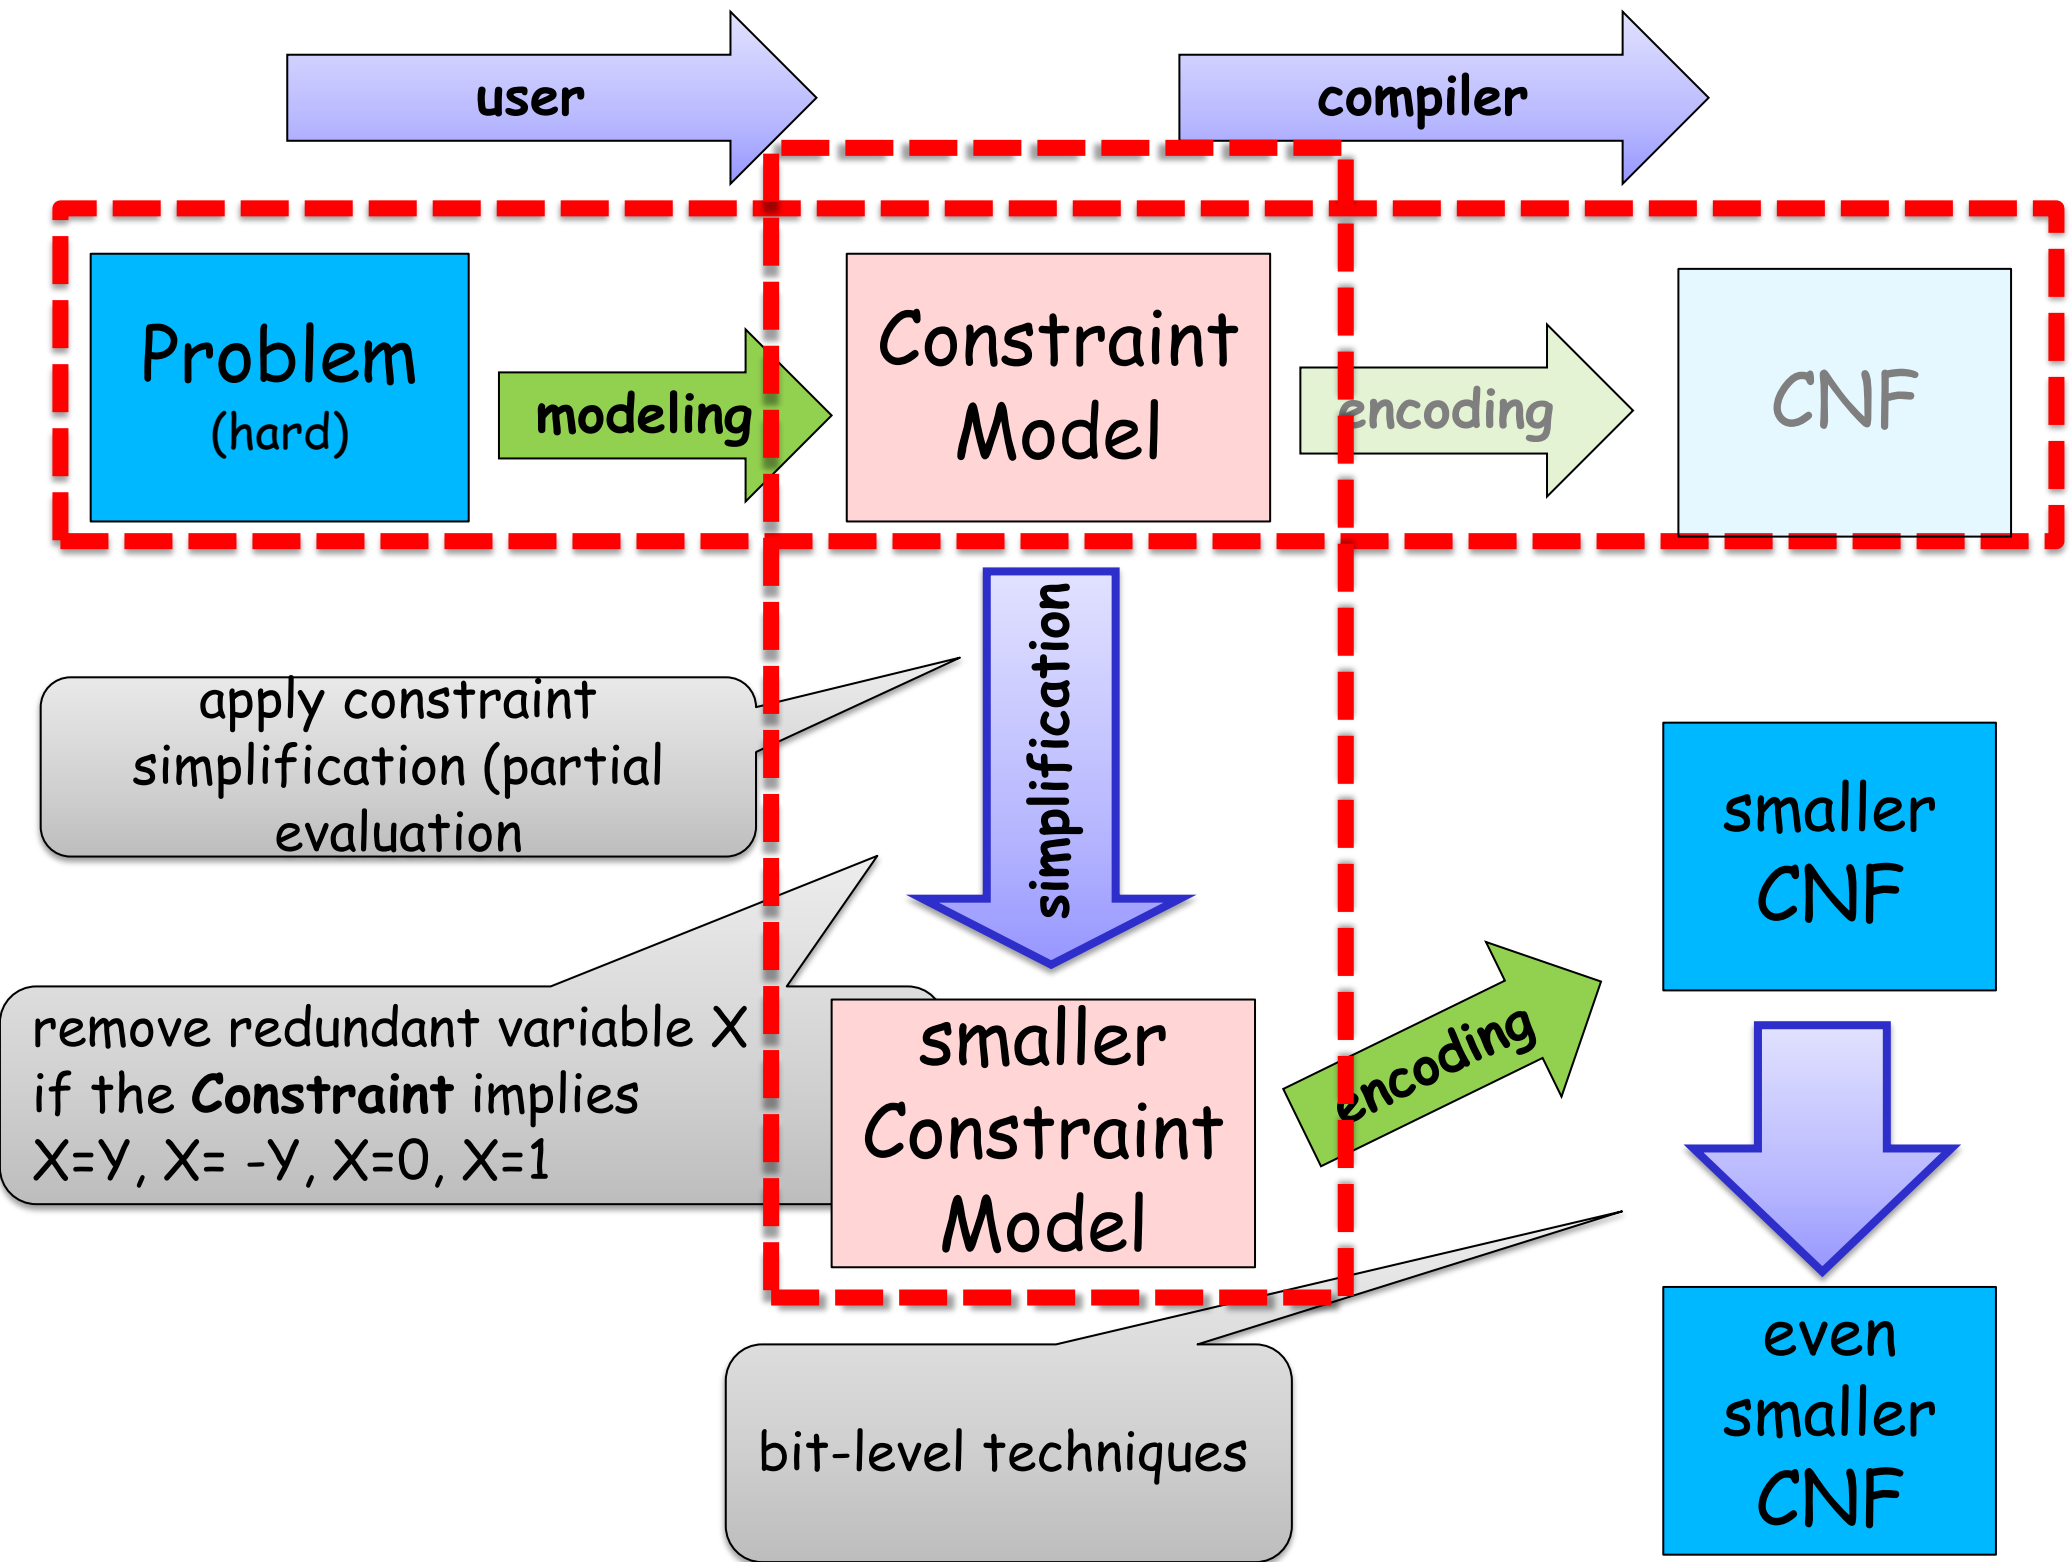 user
compiler
Problem
(hard)
modeling
Constraint
Model
encoding
CNF
simplification
apply constraint
simplification (partial
evaluation
smaller
CNF
remove redundant variable X
if the Constraint implies
X=Y, X= -Y, X=0, X=1
smaller
Constraint
Model
encoding
even
smaller
CNF
bit-level techniques